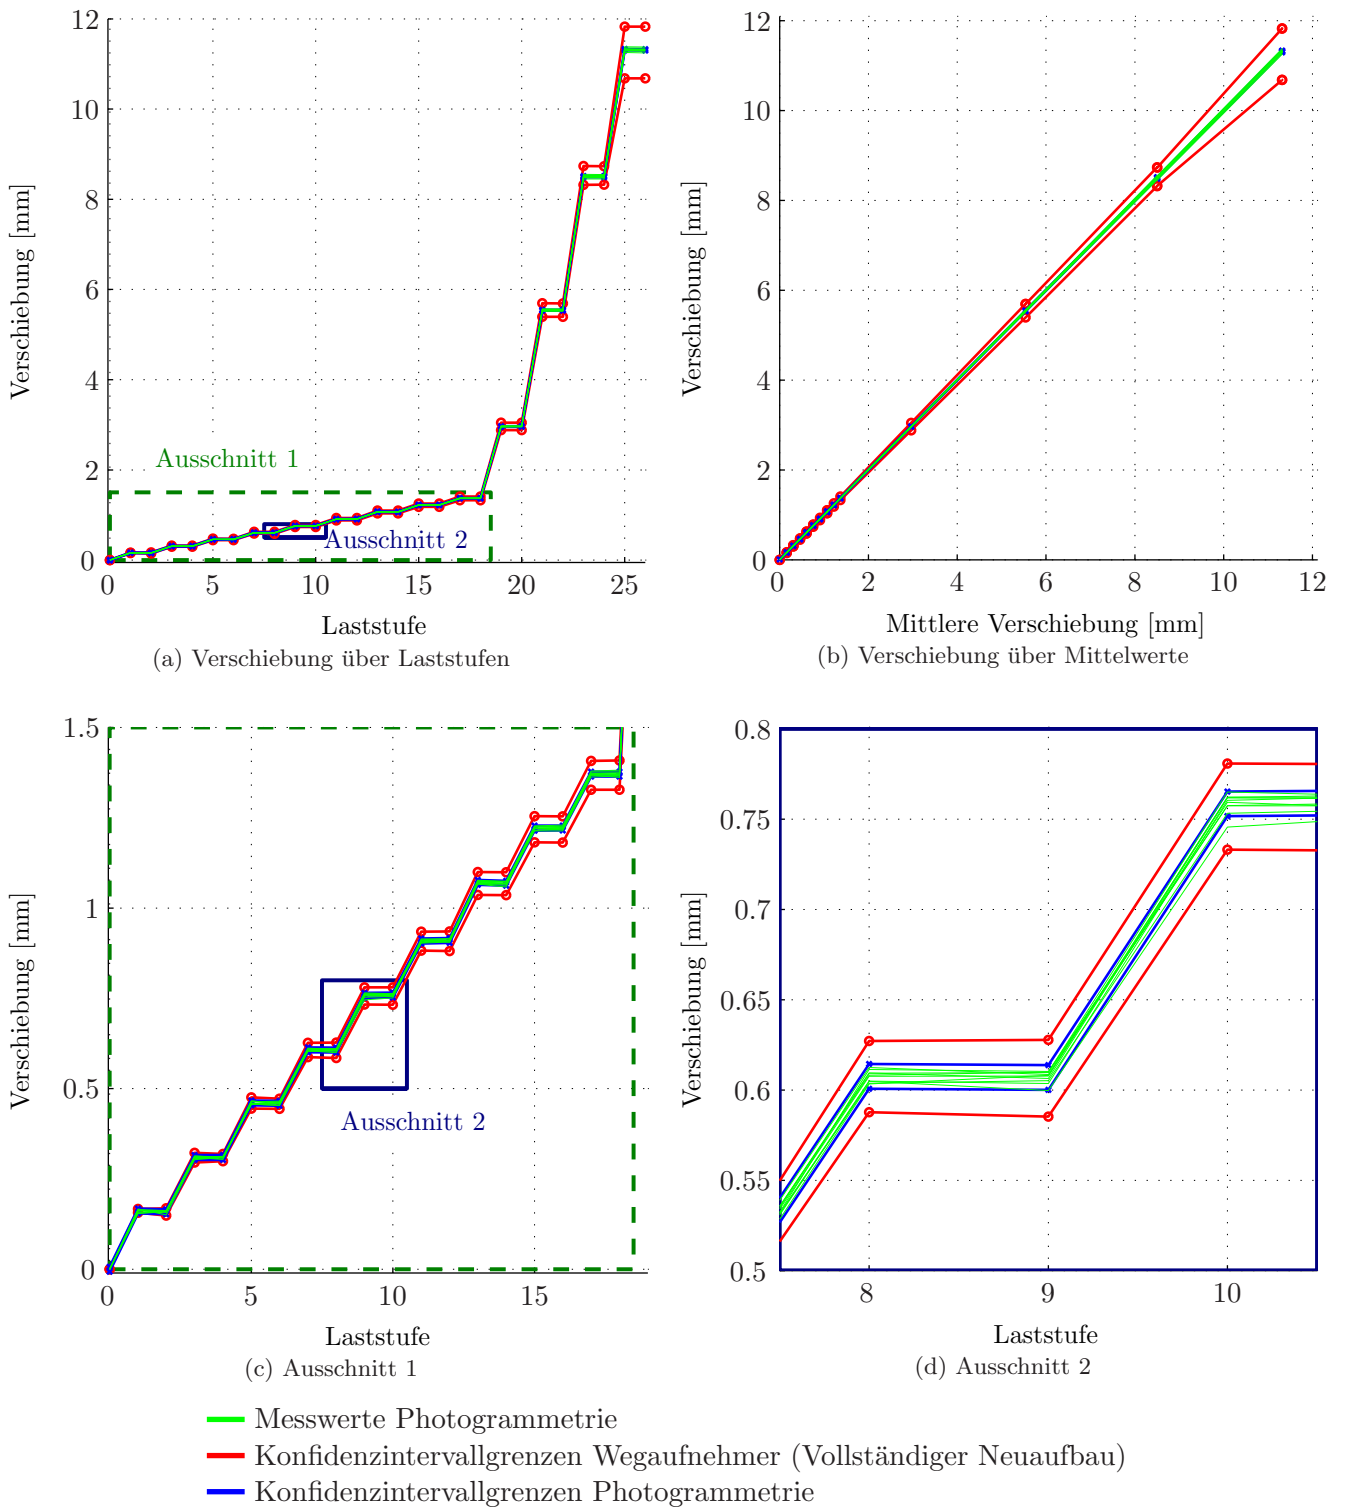 12
10
8
6
4
2
0
Verschiebung [mm]
Ausschnitt 1
Ausschnitt 2
0 5 10 15 20 25
Laststufe
(a) Verschiebung über Laststufen
12
10
8
6
4
2
0
Verschiebung [mm]
0 2 4 6 8 10 12
Mittlere Verschiebung [mm]
(b) Verschiebung über Mittelwerte
1.5
1
0.5
0
Verschiebung [mm]
Ausschnitt 2
0 5 10 15
Laststufe
(c) Ausschnitt 1
0.8
0.75
0.7
0.65
0.6
0.55
0.5
Verschiebung [mm]
8 9 10
Laststufe
(d) Ausschnitt 2
Messwerte Photogrammetrie
Konfidenzintervallgrenzen Wegaufnehmer (Vollständiger Neuaufbau)
Konfidenzintervallgrenzen Photogrammetrie